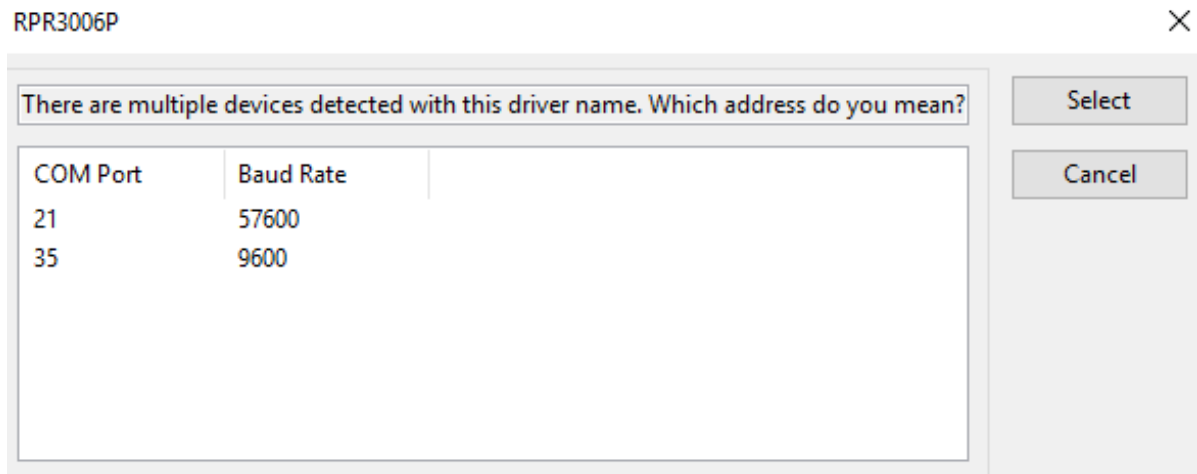 RPR3006P
There are multiple devices detected with this driver name. Which address do you mean?
Select
COM Port Baud Rate
Cancel
21 57600
35 9600